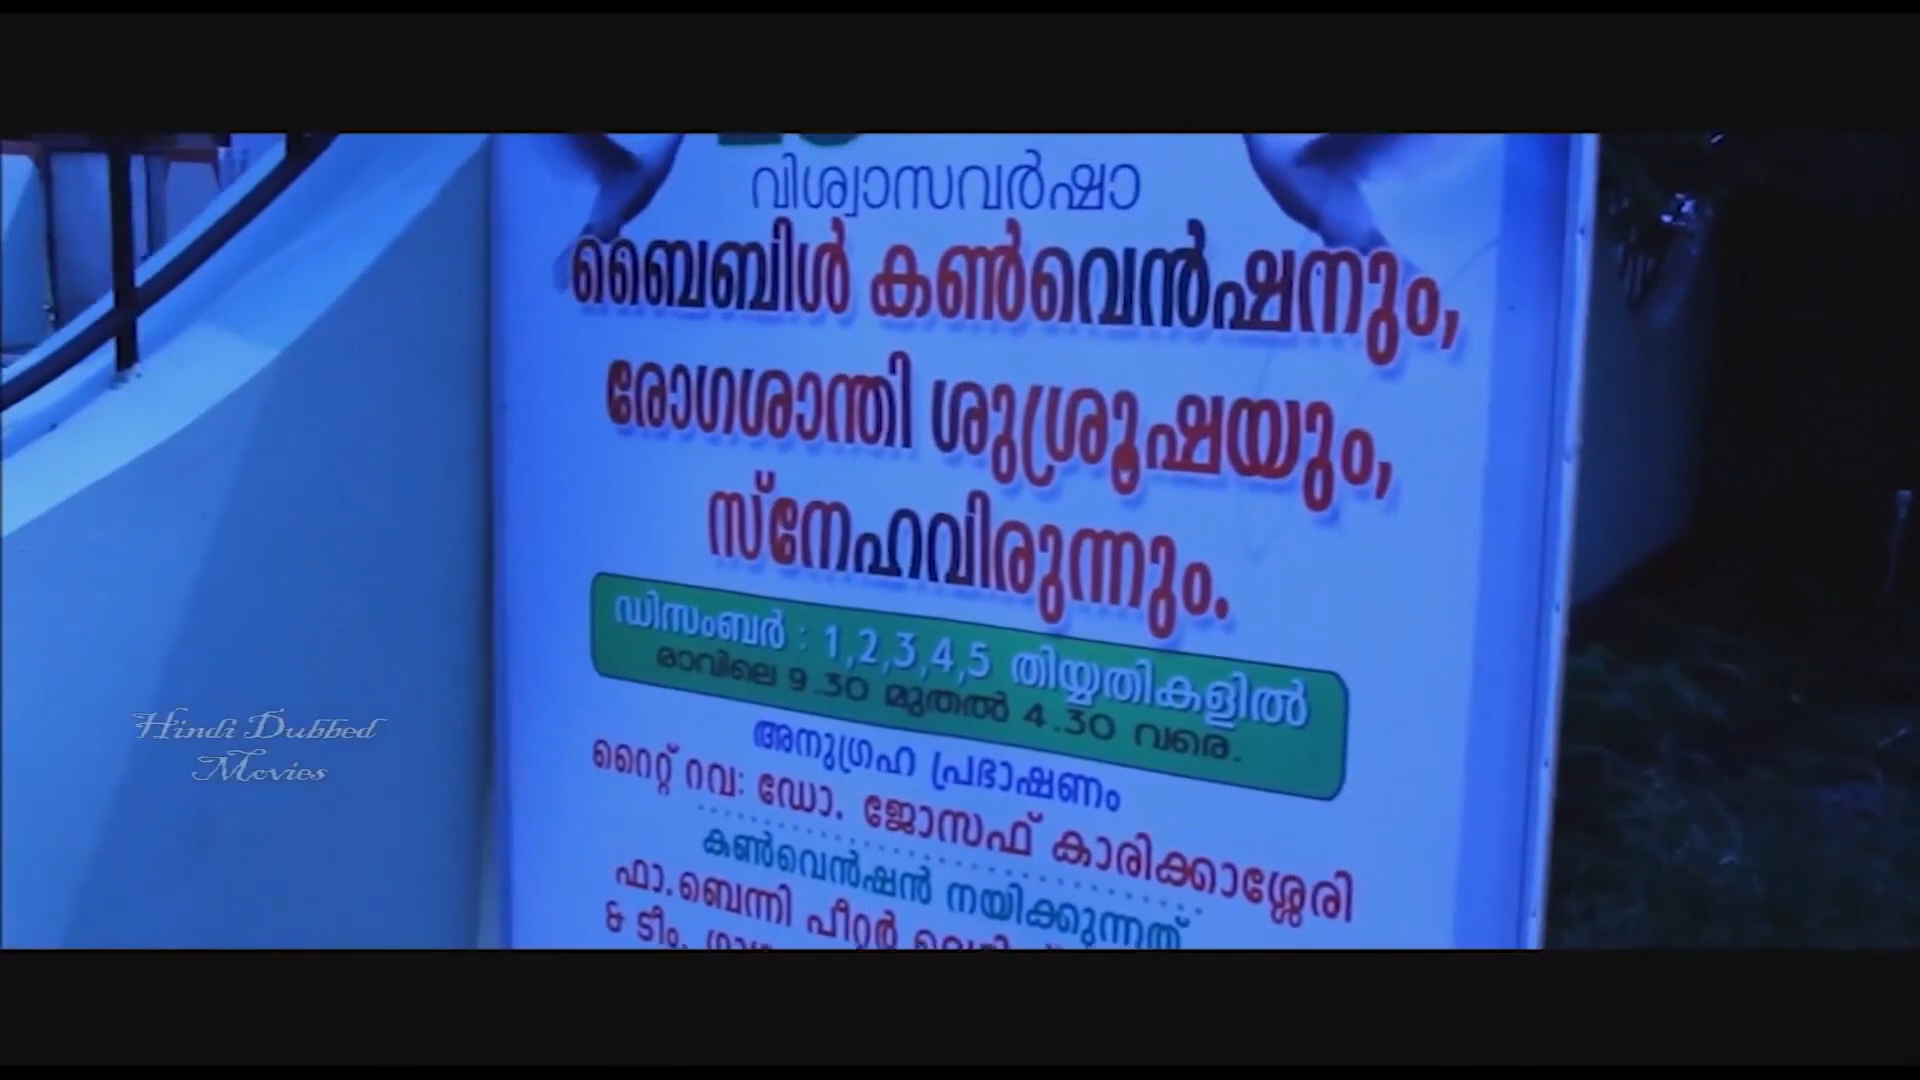 വിശ്വാസവർഷാ
ബൈബിൾ കൺവെൻഷനും,
രോഗശാന്തി ശുശ്രൂഷയും,
സ്നേഹവിരുന്നും.
ഡിസംബർ : 1,2,3,4,5 തിയ്യതികളിൽ
രാവിലെ 9.30 മുതൽ 4.30 വരെ.
അനുഗ്രഹ പ്രഭാഷണം
റൈറ്റ് റവ: ഡോ. ജോസഫ് കാരിക്കാശ്ശേരി
കൺവെൻഷൻ നയിക്കുന്നത്
ഫാ.ബെന്നി പീറ്റർ
& ടീം,
Hindi Dubbed
Movies